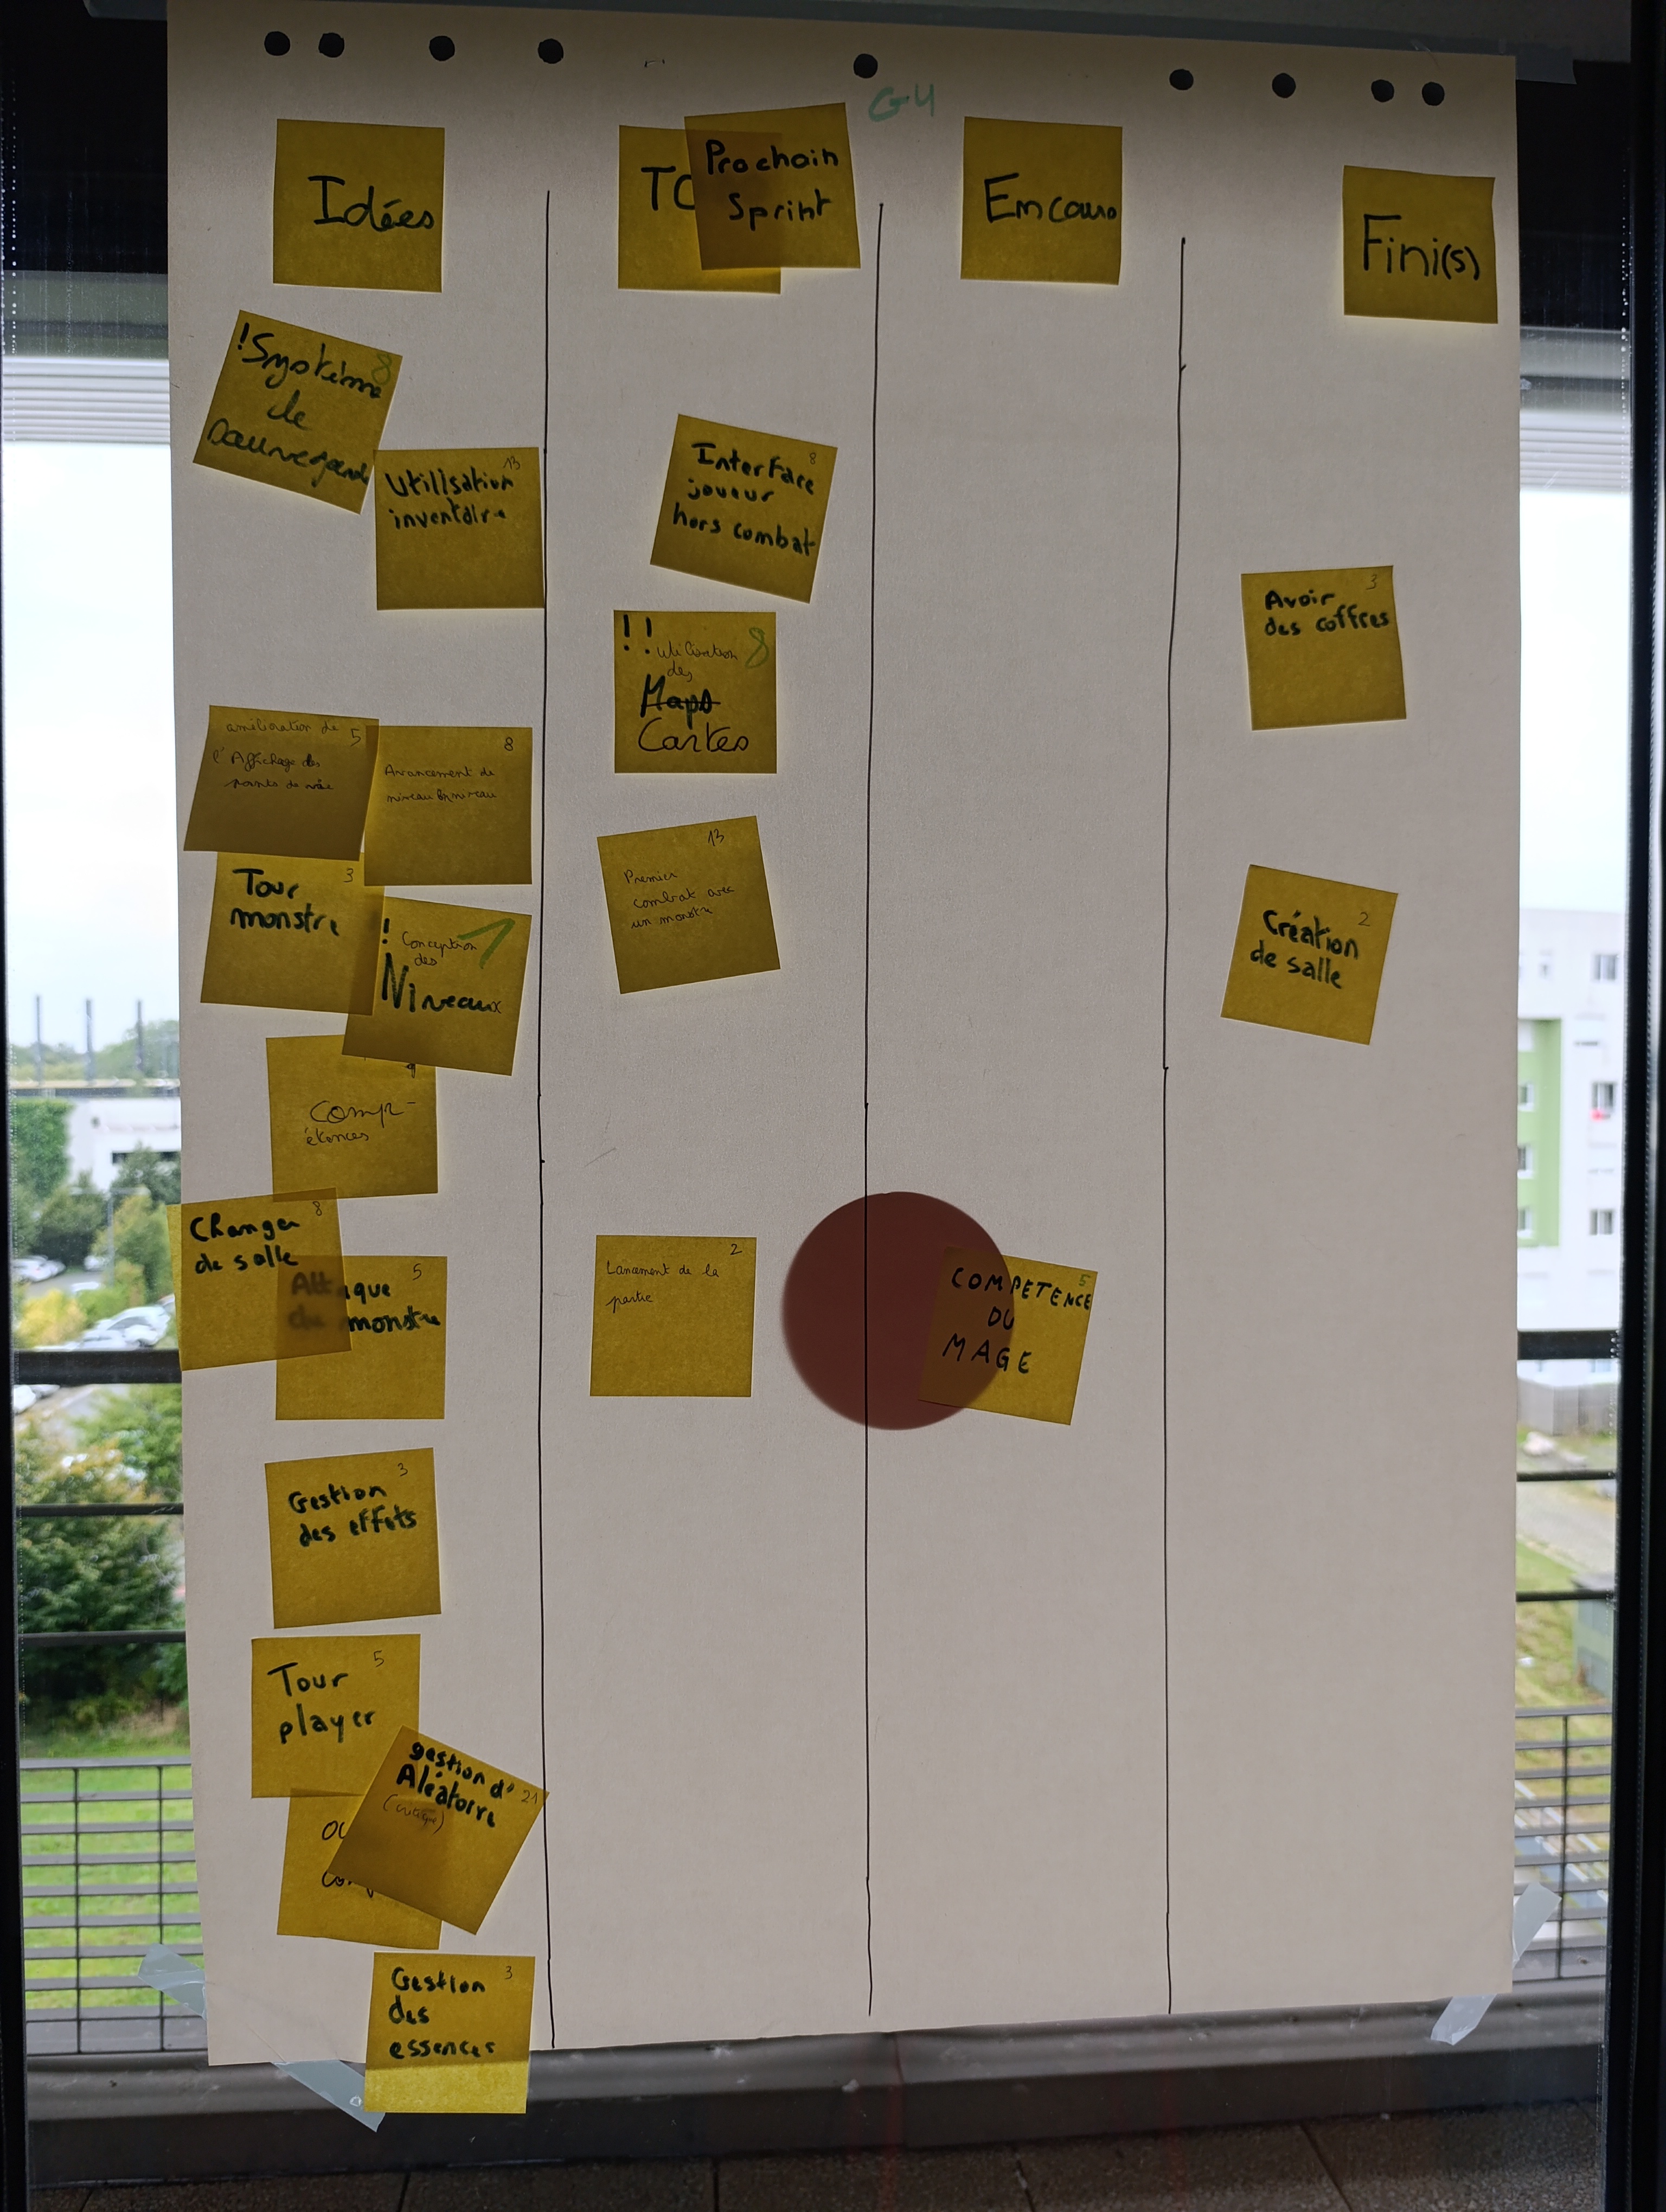 G4
Idées
TO
Prochain
Sprint
En cours
Fini(s)
8
!Système
de
sauvegarde
13
Utilisation
inventaire
amélioration de
5
l'Affichage des
points de vie
8
Avancement de
niveau
niveau
3
Tour
monstre
! Conception
des
Niveaux
Comp-
étences
8
Changer
de salle
5
Attaque
du monstre
3
Gestion
des effets
5
Tour
player
gestion d'
21
Aléatoire
(critique)
3
Gestion
des
essences
8
Interface
joueur
hors combat
!! utilisation 8
des
Maps
Cartes
13
Premier
combat avec
un monstre
2
Lancement de la
partie
5
COMPETENCE
DU
MAGE
3
Avoir
des coffres
2
Création
de salle